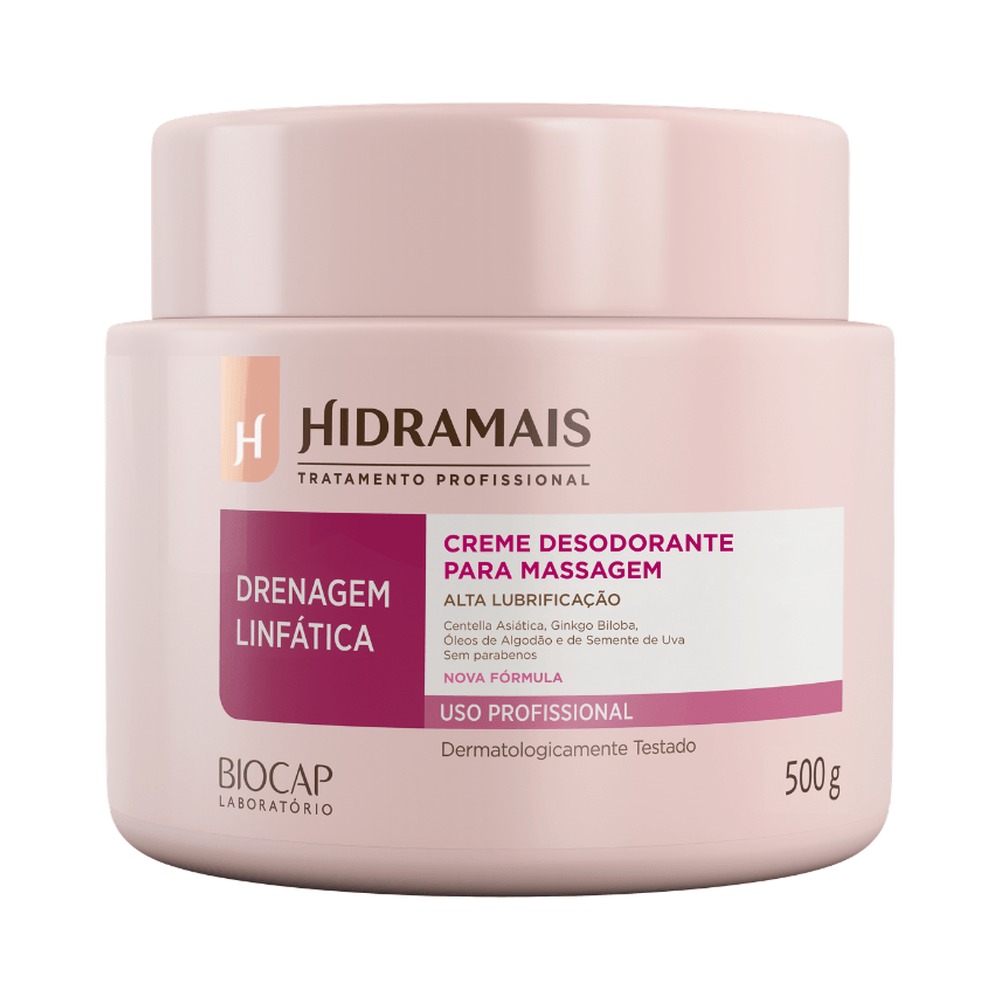 H
HIDRAMAIS
TRATAMENTO PROFISSIONAL
DRENAGEM
LINFÁTICA
CREME DESODORANTE
PARA MASSAGEM
ALTA LUBRIFICAÇÃO
Centella Asiática, Ginkgo Biloba,
Óleos de Algodão e de Semente de Uva
Sem parabenos
NOVA FÓRMULA
USO PROFISSIONAL
Dermatologicamente Testado
BIOCAP
LABORATÓRIO
500 g